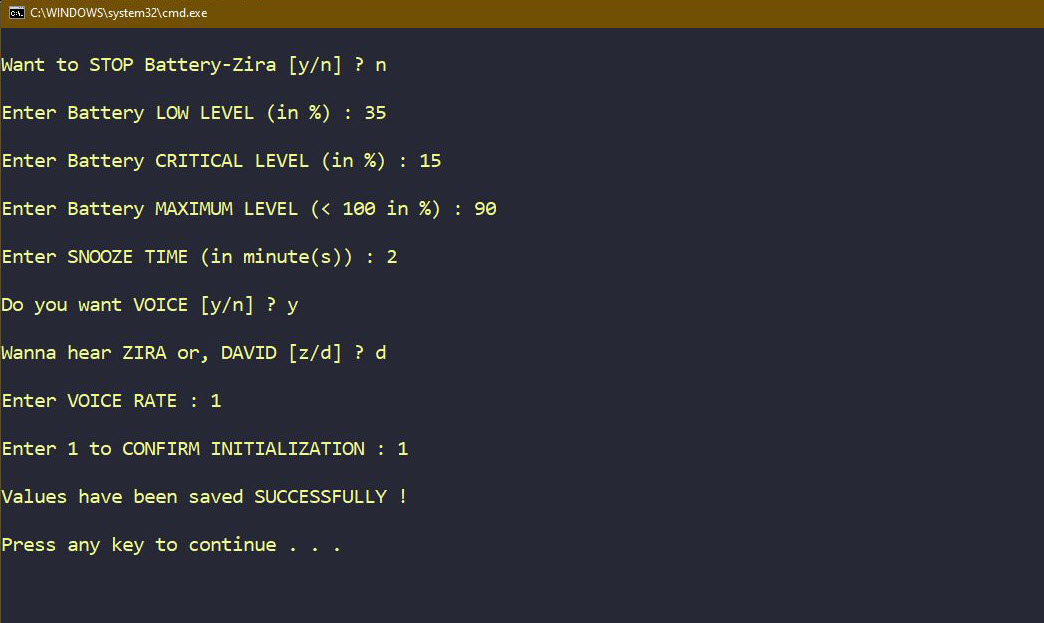 C:\WINDOWS\system32\cmd.exe
Want to STOP Battery-Zira [y/n] ? n
Enter Battery LOW LEVEL (in %) : 35
Enter Battery CRITICAL LEVEL (in %) : 15
Enter Battery MAXIMUM LEVEL (< 100 in %) : 90
Enter SNOOZE TIME (in minute(s)) : 2
Do you want VOICE [y/n] ? y
Wanna hear ZIRA or, DAVID [z/d] ? d
Enter VOICE RATE : 1
Enter 1 to CONFIRM INITIALIZATION : 1
Values have been saved SUCCESSFULLY !
Press any key to continue . . .